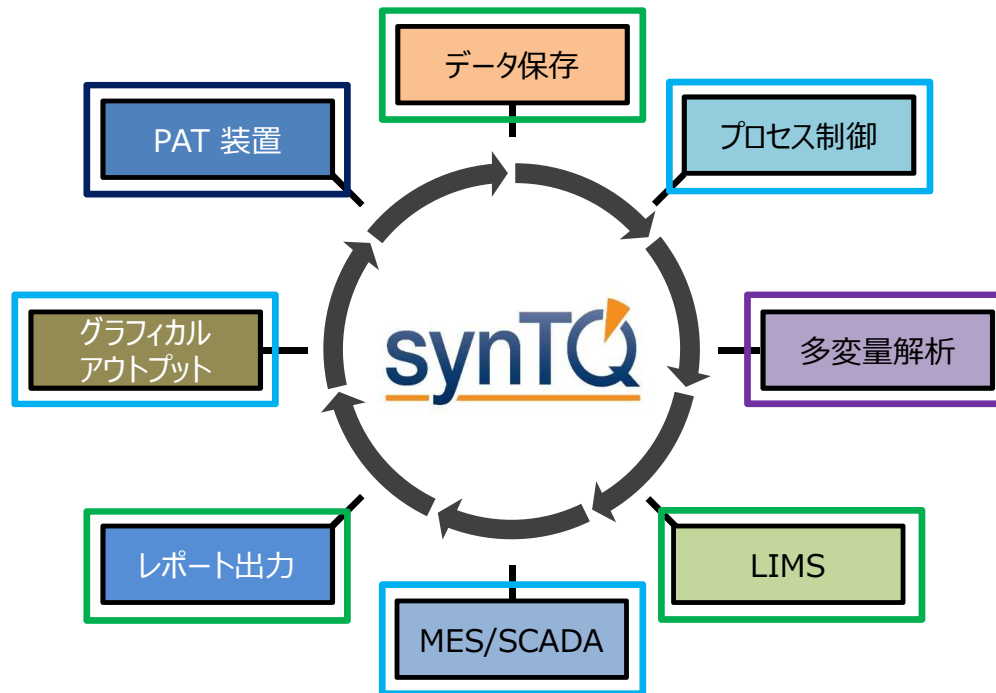 データ保存
PAT 装置
プロセス制御
グラフィカル
アウトプット
synTQ
多変量解析
レポート出力
LIMS
MES/SCADA